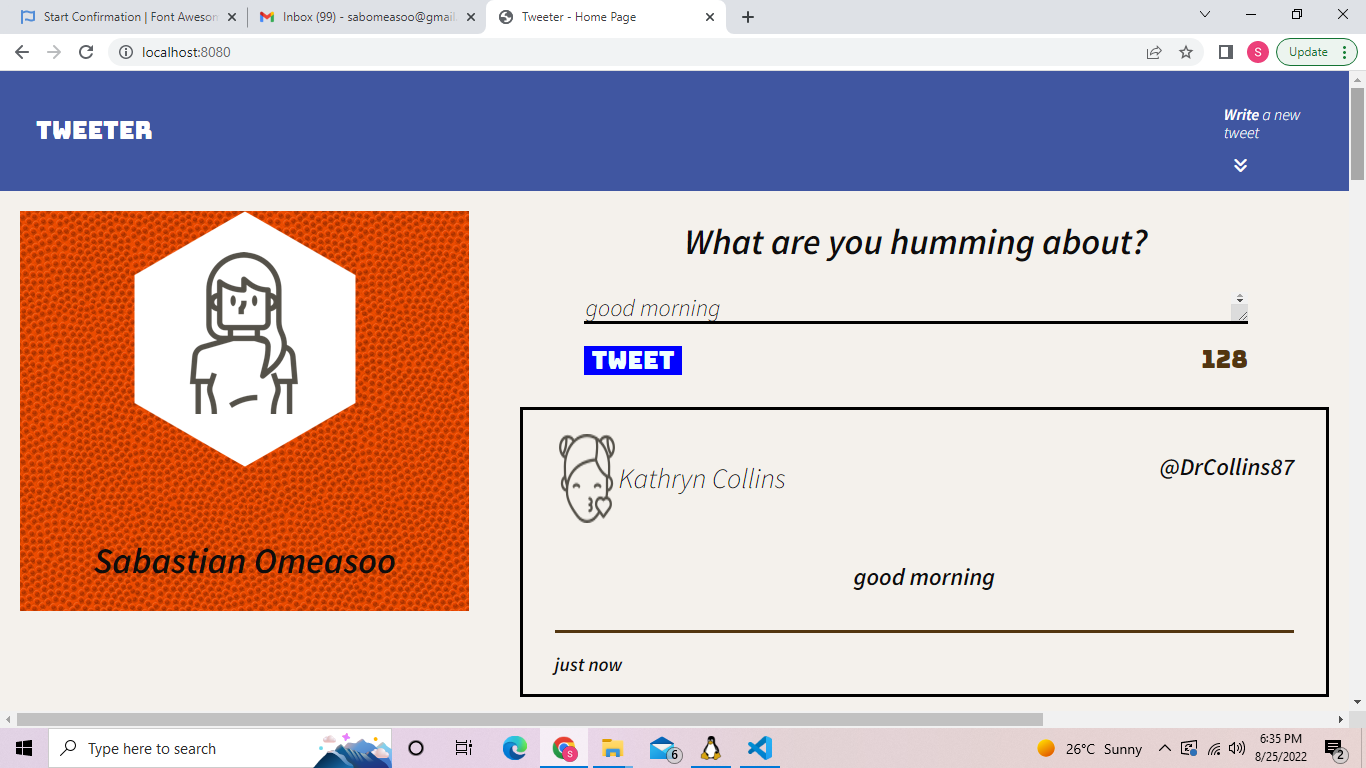 Start Confirmation | Font Awesom
Inbox (99) - sabomeasoo@gmail.
Tweeter - Home Page
localhost:8080
S
Update
TWEETER
Write a new
tweet
What are you humming about?
good morning
TWEET
128
Kathryn Collins
@DrCollins87
good morning
just now
Sabastian Omeasoo
Type here to search
S
6
26°C Sunny
6:35 PM
8/25/2022
2